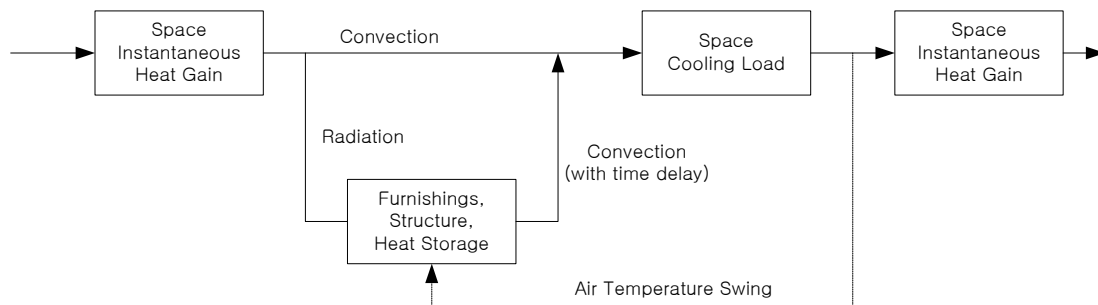 Space
Instantaneous
Heat Gain
Convection
Space
Cooling Load
Space
Instantaneous
Heat Gain
Radiation
Convection
(with time delay)
Furnishings,
Structure,
Heat Storage
Air Temperature Swing